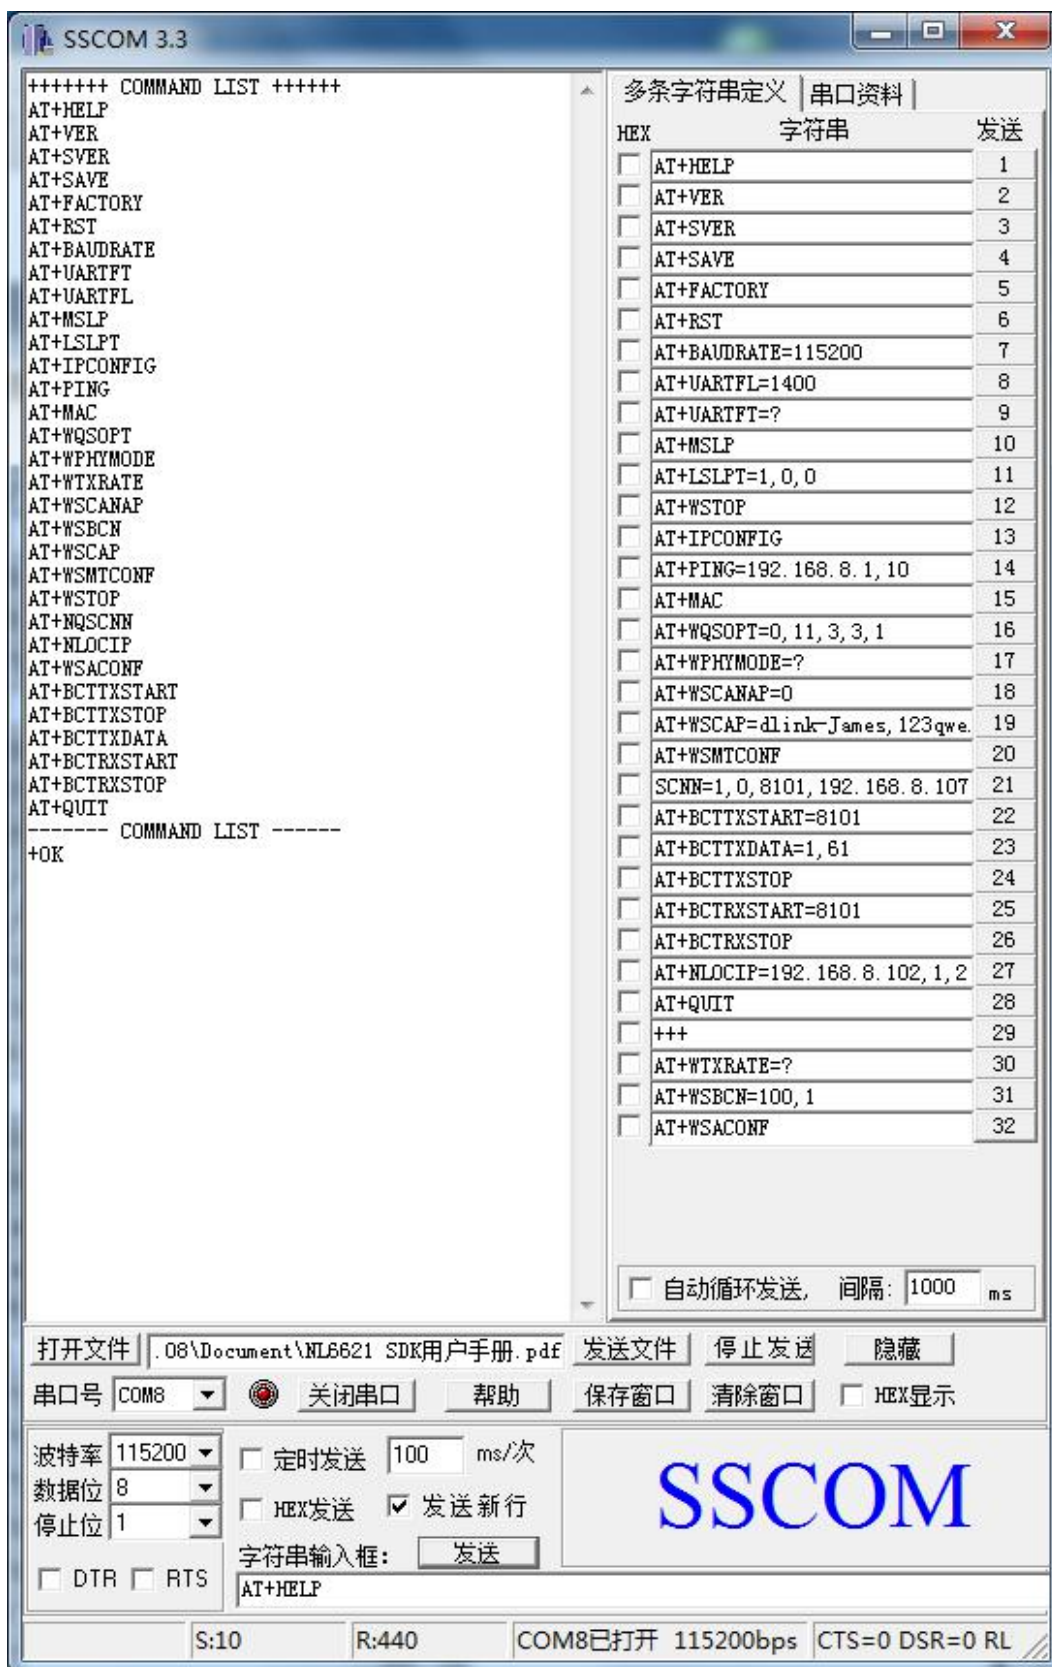 SSCOM 3.3
+++++++ COMMAND LIST ++++++
AT+HELP
AT+VER
AT+SVER
AT+SAVE
AT+FACTORY
AT+RST
AT+BAUDRATE
AT+UARTFT
AT+UARTFL
AT+MSLP
AT+LSLPT
AT+IPCONFIG
AT+PING
AT+MAC
AT+WQSOPT
AT+WPHYMODE
AT+WTXRATE
AT+WSCANAP
AT+WSBCN
AT+WSCAP
AT+WSMTCONF
AT+WSTOP
AT+NQSCNN
AT+NLOCIP
AT+WSACONF
AT+BCTTXSTART
AT+BCTTXSTOP
AT+BCTTXDATA
AT+BCTRXSTART
AT+BCTRXSTOP
AT+QUIT
------- COMMAND LIST ------
+OK
多条字符串定义 串口资料
HEX 字符串 发送
AT+HELP 1
AT+VER 2
AT+SVER 3
AT+SAVE 4
AT+FACTORY 5
AT+RST 6
AT+BAUDRATE=115200 7
AT+UARTFL=1400 8
AT+UARTFT=? 9
AT+MSLP 10
AT+LSLPT=1,0,0 11
AT+WSTOP 12
AT+IPCONFIG 13
AT+PING=192.168.8.1,10 14
AT+MAC 15
AT+WQSOPT=0,11,3,3,1 16
AT+WPHYMODE=? 17
AT+WSCANAP=0 18
AT+WSCAP=dlink-James,123qwe. 19
AT+WSMTCONF 20
SCNN=1,0,8101,192.168.8.107 21
AT+BCTTXSTART=8101 22
AT+BCTTXDATA=1,61 23
AT+BCTTXSTOP 24
AT+BCTRXSTART=8101 25
AT+BCTRXSTOP 26
AT+NLOCIP=192.168.8.102,1,2 27
AT+QUIT 28
+++ 29
AT+WTXRATE=? 30
AT+WSBCN=100,1 31
AT+WSACONF 32
自动循环发送, 间隔: 1000 ms
打开文件 .08\Document\NL6621 SDK用户手册.pdf 发送文件 停止发送 隐藏
串口号 COM8 关闭串口 帮助 保存窗口 清除窗口 HEX显示
波特率 115200 定时发送 100 ms/次
数据位 8 HEX发送 发送新行
停止位 1 字符串输入框: 发送
DTR RTS AT+HELP
SSCOM
S:10 R:440 COM8已打开 115200bps CTS=0 DSR=0 RL